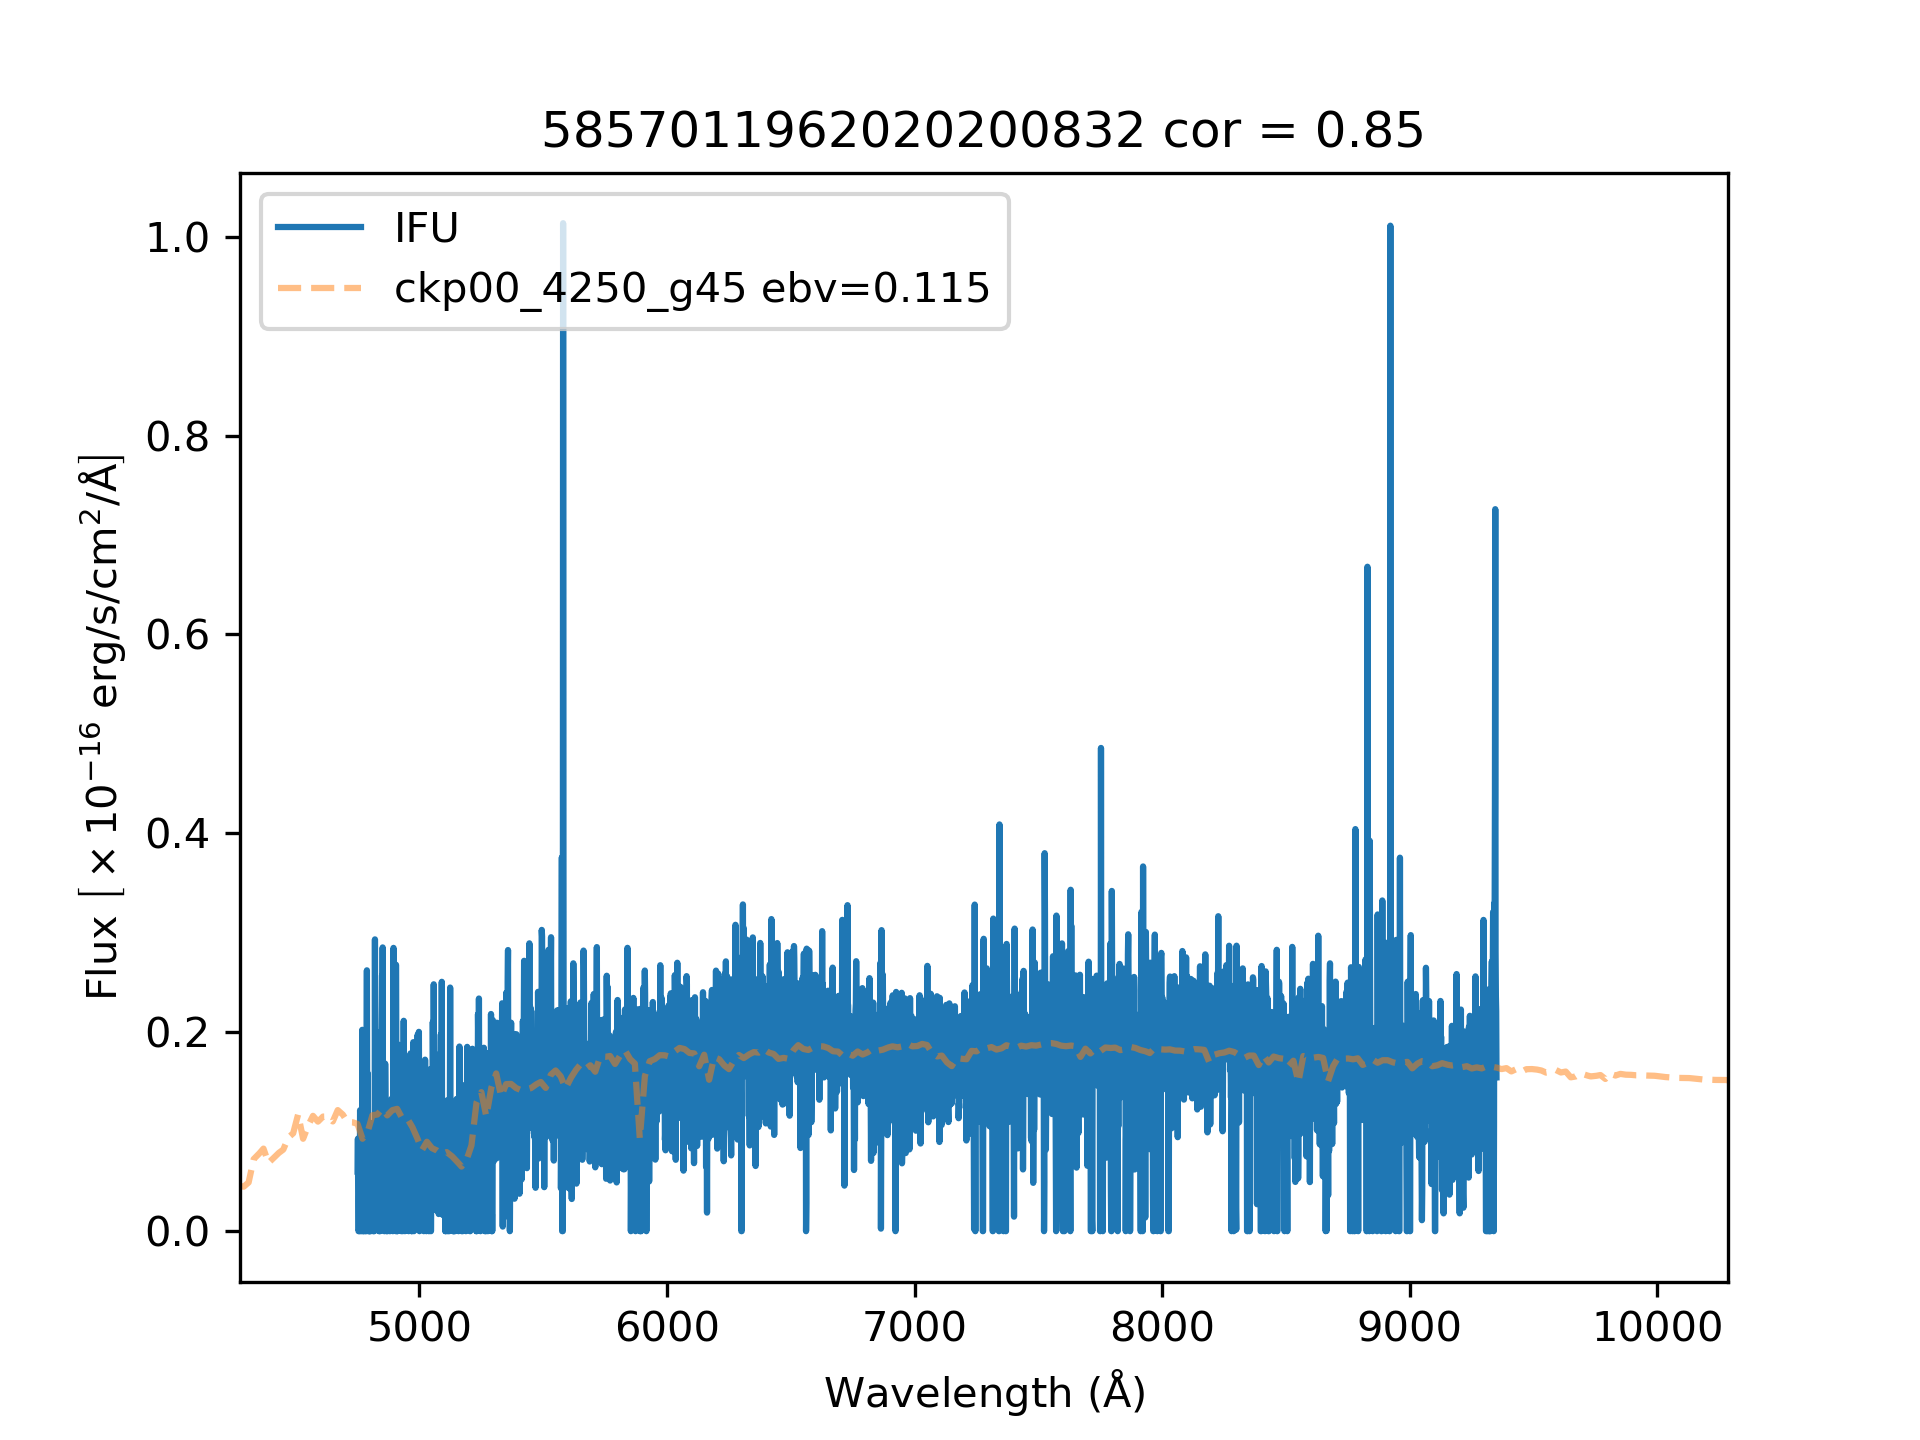 5857011962020200832 cor = 0.85
IFU
ckp00_4250_g45 ebv=0.115
1.0
0.8
0.6
0.4
0.2
0.0
Flux [×10⁻¹⁶ erg/s/cm²/Å]
5000 6000 7000 8000 9000 10000
Wavelength (Å)